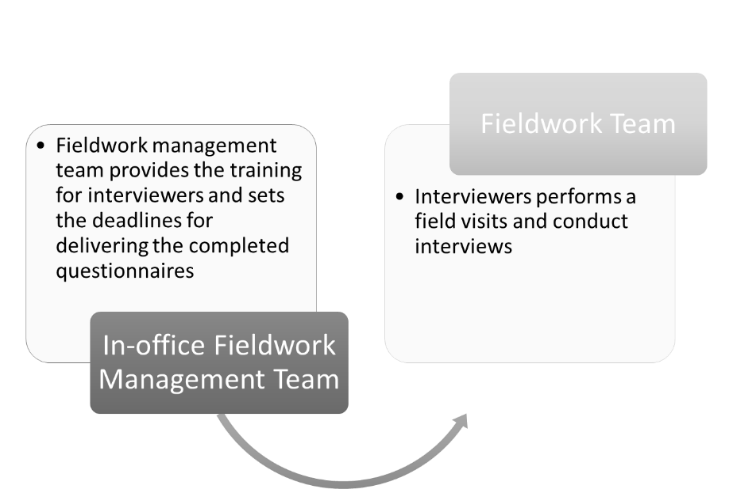 • Fieldwork management
team provides the training
for interviewers and sets
the deadlines for
delivering the completed
questionnaires
In-office Fieldwork
Management Team
Fieldwork Team
• Interviewers performs a
field visits and conduct
interviews